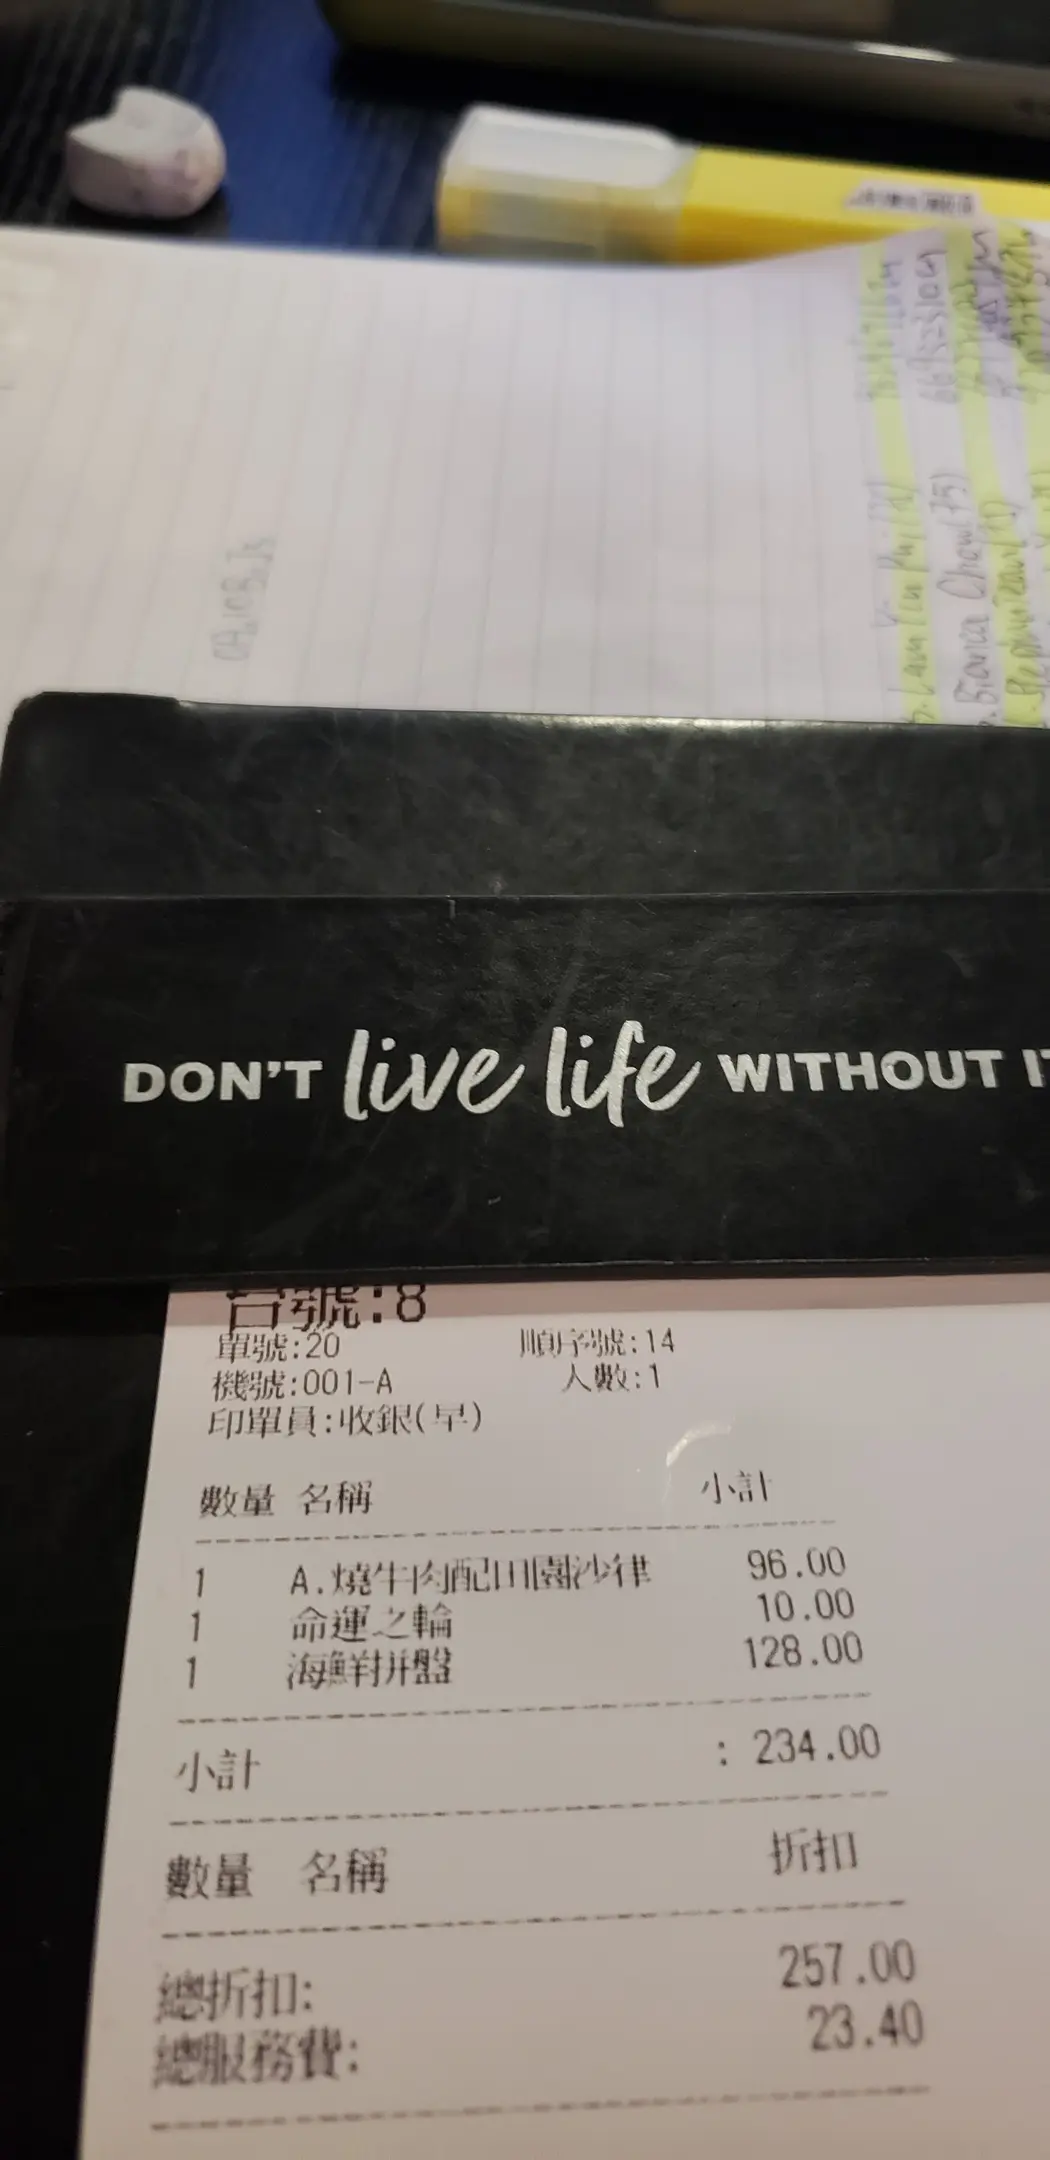 Bianca Chow(75)
DON'T live life WITHOUT IT
台號:8
單號:20 順序號:14
機號:001-A 人數:1
印單員:收銀(早)
數量 名稱 小計
1 A.燒牛肉配田園沙律 96.00
1 命運之輪 10.00
1 海鮮拼盤 128.00
小計 : 234.00
數量 名稱 折扣
總折扣: 257.00
總服務費: 23.40